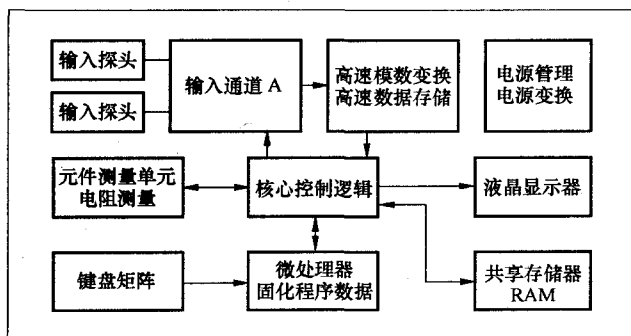 输入探头
输入探头
输入通道 A
高速模数变换
高速数据存储
电源管理
电源变换
元件测量单元
电阻测量
核心控制逻辑
液晶显示器
键盘矩阵
微处理器
固化程序数据
共享存储器
RAM